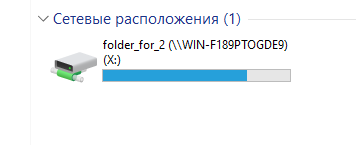 Сетевые расположения (1)
folder_for_2 (\\WIN-F189PTOGDE9)
(X:)